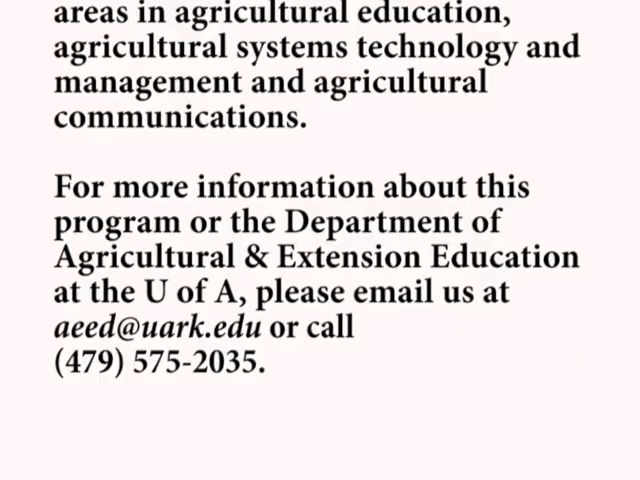 areas in agricultural education,
agricultural systems technology and
management and agricultural
communications.
For more information about this
program or the Department of
Agricultural & Extension Education
at the U of A, please email us at
aeed@uark.edu or call
(479) 575-2035.